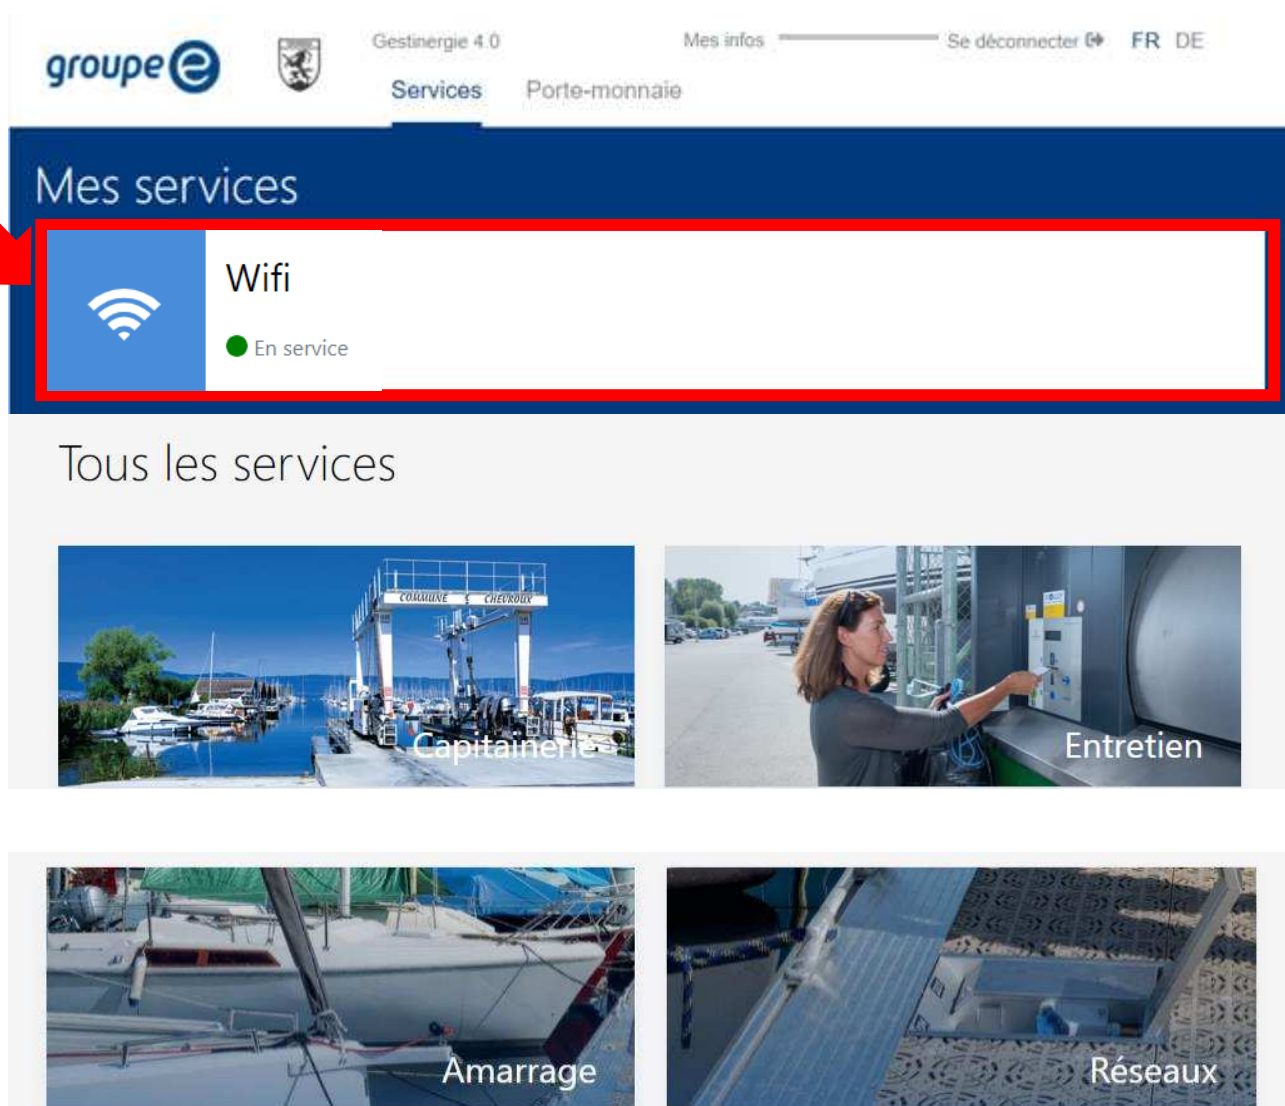 groupe e
Gestinergie 4.0
Mes infos
Se déconnecter
FR DE
Services
Porte-monnaie
Mes services
Wifi
En service
Tous les services
COMMUNE CHEVROUX
Capitainerie
Entretien
Amarrage
Réseaux